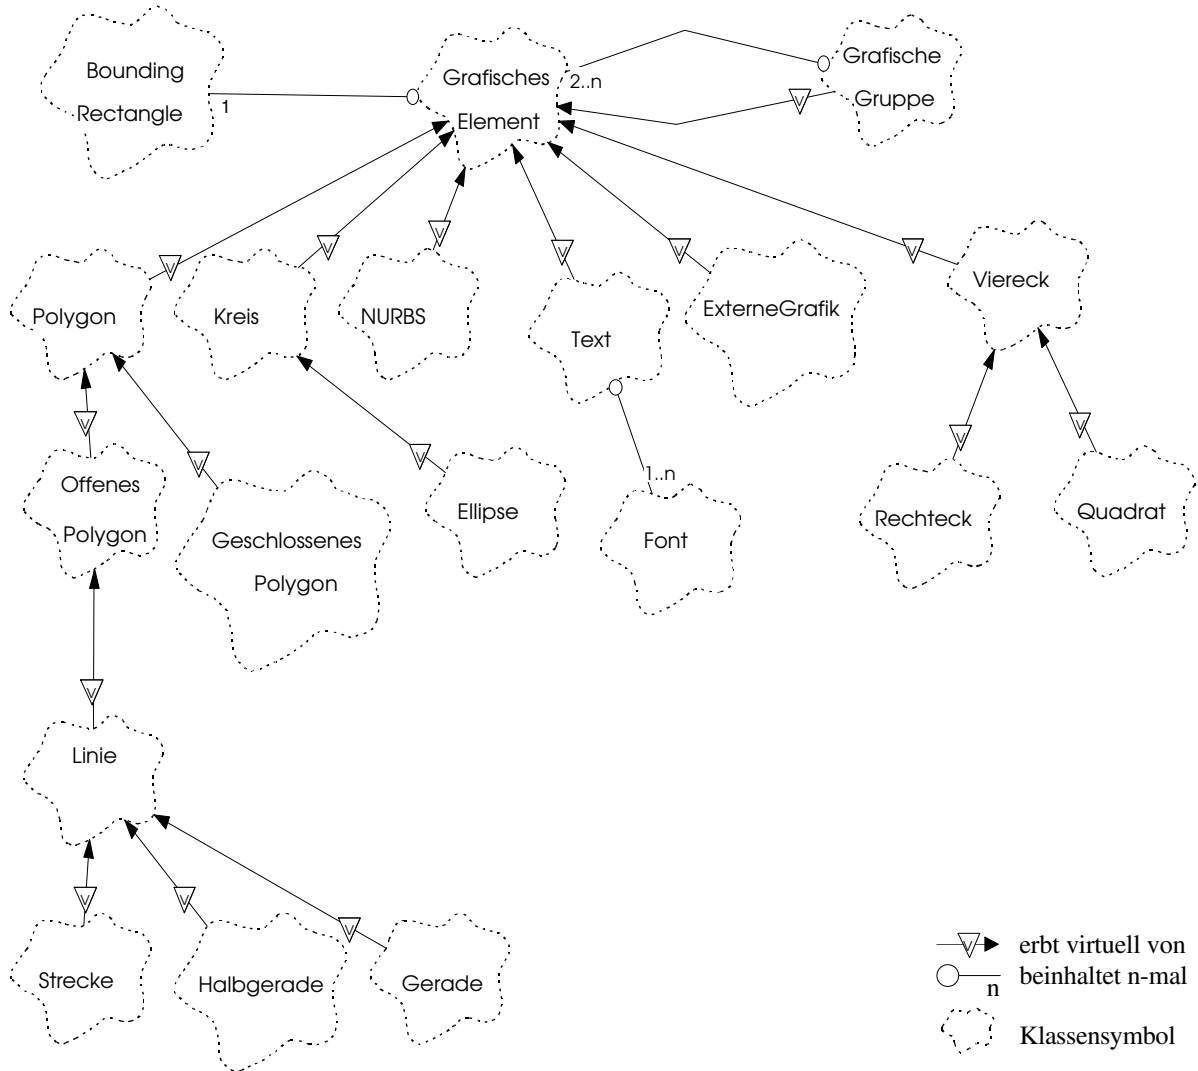 Bounding
Rectangle
1
Grafisches
Element
2..n
Grafische
Gruppe
v
v
v
v
v
v
v
Polygon
Kreis
NURBS
Text
ExterneGrafik
Viereck
v
v
v
1..n
v
v
Offenes
Polygon
Geschlossenes
Polygon
Ellipse
Font
Rechteck
Quadrat
v
Linie
v
v
v
Strecke
Halbgerade
Gerade
v
erbt virtuell von
beinhaltet n-mal
n
Klassensymbol